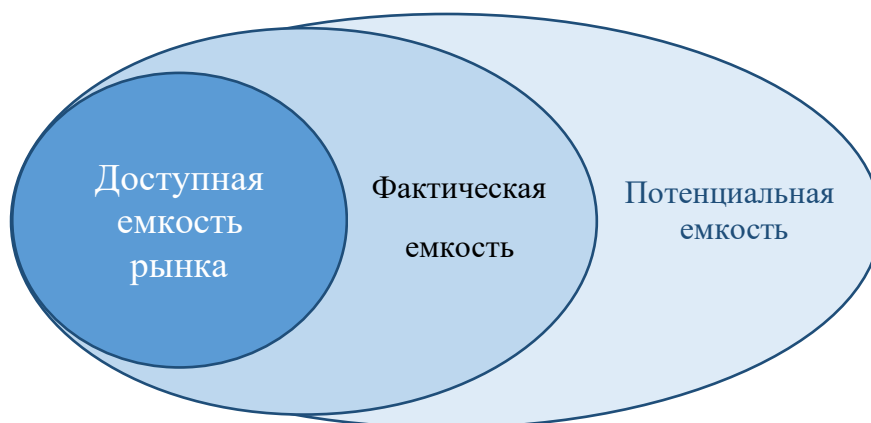 Доступная
емкость
рынка
Фактическая
емкость
Потенциальная
емкость